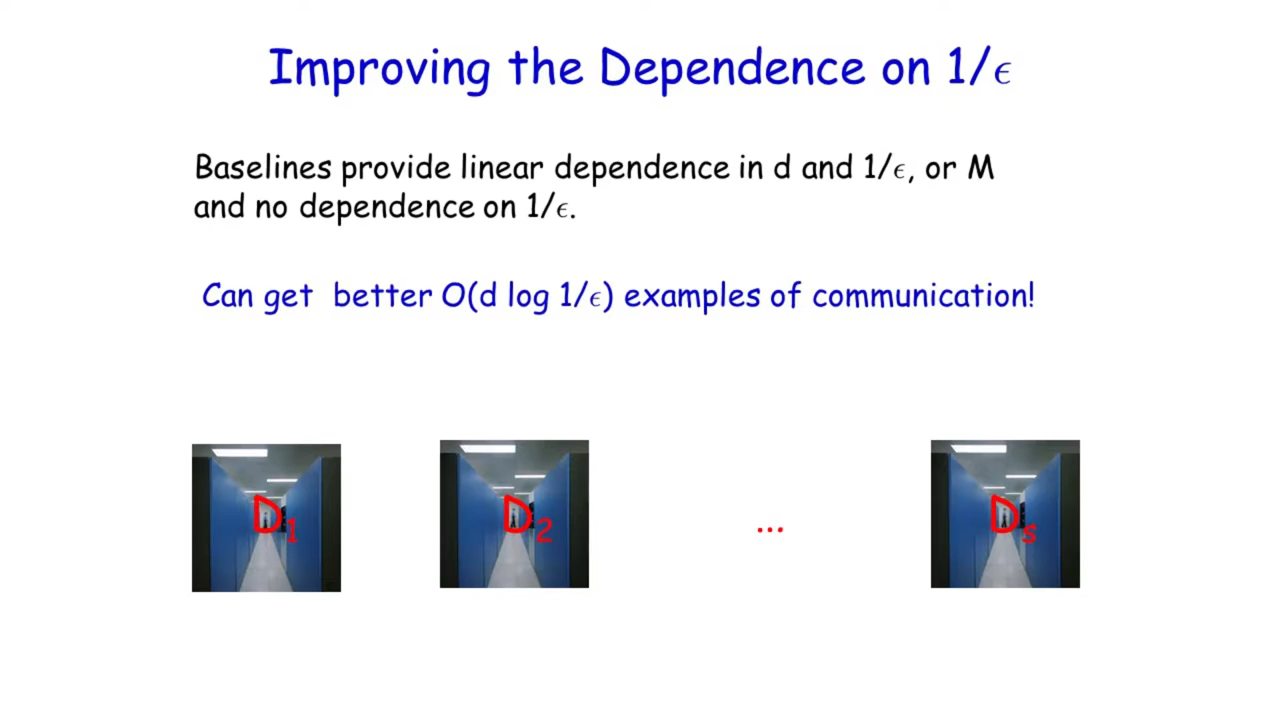 Improving the Dependence on 1/ϵ
Baselines provide linear dependence in d and 1/ϵ, or M
and no dependence on 1/ϵ.
Can get better O(d log 1/ϵ) examples of communication!
D₁ D₂ ... Dₛ